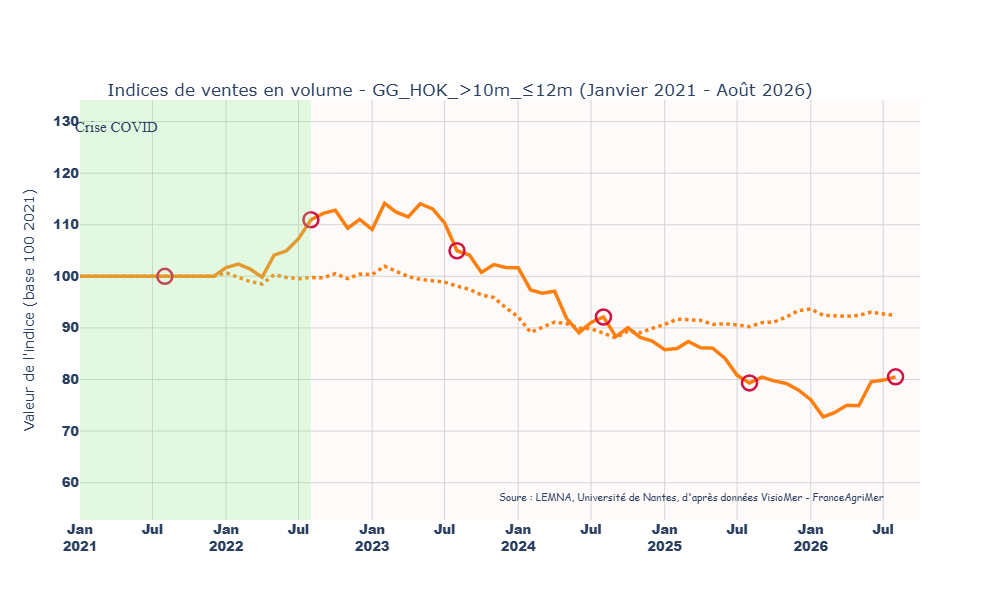 Indices de ventes en volume - GG_HOK_>10m_≤12m (Janvier 2021 - Août 2026)
Valeur de l'indice (base 100 2021)
130
Crise COVID
120
110
100
90
80
70
60
Soure : LEMNA, Université de Nantes, d'après données VisioMer - FranceAgriMer
Jan Jul Jan Jul Jan Jul Jan Jul Jan Jul Jan Jul
2021 2022 2023 2024 2025 2026